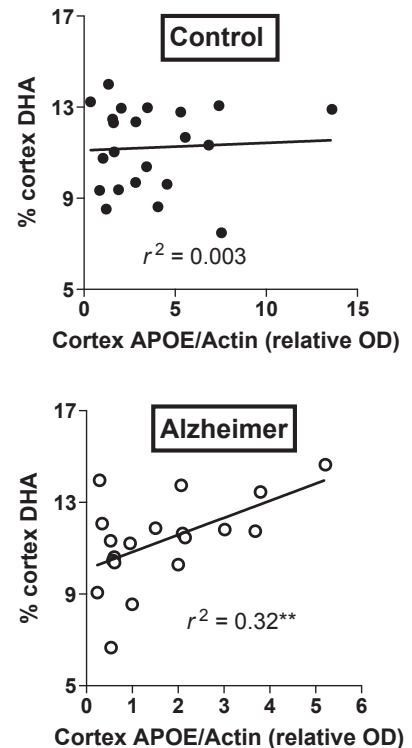 Control
% cortex DHA
17
13
9
5
r² = 0.003
0 5 10 15
Cortex APOE/Actin (relative OD)
Alzheimer
% cortex DHA
17
13
9
5
r² = 0.32**
0 1 2 3 4 5 6
Cortex APOE/Actin (relative OD)